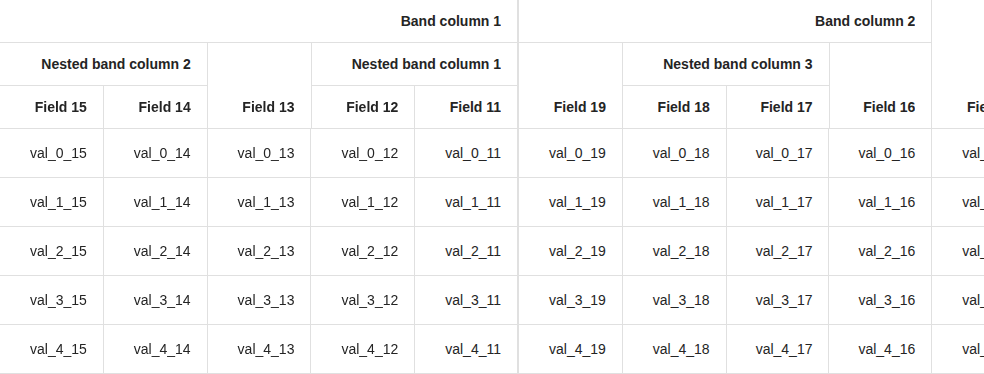 Band column 1 Band column 2
Nested band column 2 Nested band column 1 Nested band column 3
Field 15 Field 14 Field 13 Field 12 Field 11 Field 19 Field 18 Field 17 Field 16
val_0_15 val_0_14 val_0_13 val_0_12 val_0_11 val_0_19 val_0_18 val_0_17 val_0_16
val_1_15 val_1_14 val_1_13 val_1_12 val_1_11 val_1_19 val_1_18 val_1_17 val_1_16
val_2_15 val_2_14 val_2_13 val_2_12 val_2_11 val_2_19 val_2_18 val_2_17 val_2_16
val_3_15 val_3_14 val_3_13 val_3_12 val_3_11 val_3_19 val_3_18 val_3_17 val_3_16
val_4_15 val_4_14 val_4_13 val_4_12 val_4_11 val_4_19 val_4_18 val_4_17 val_4_16